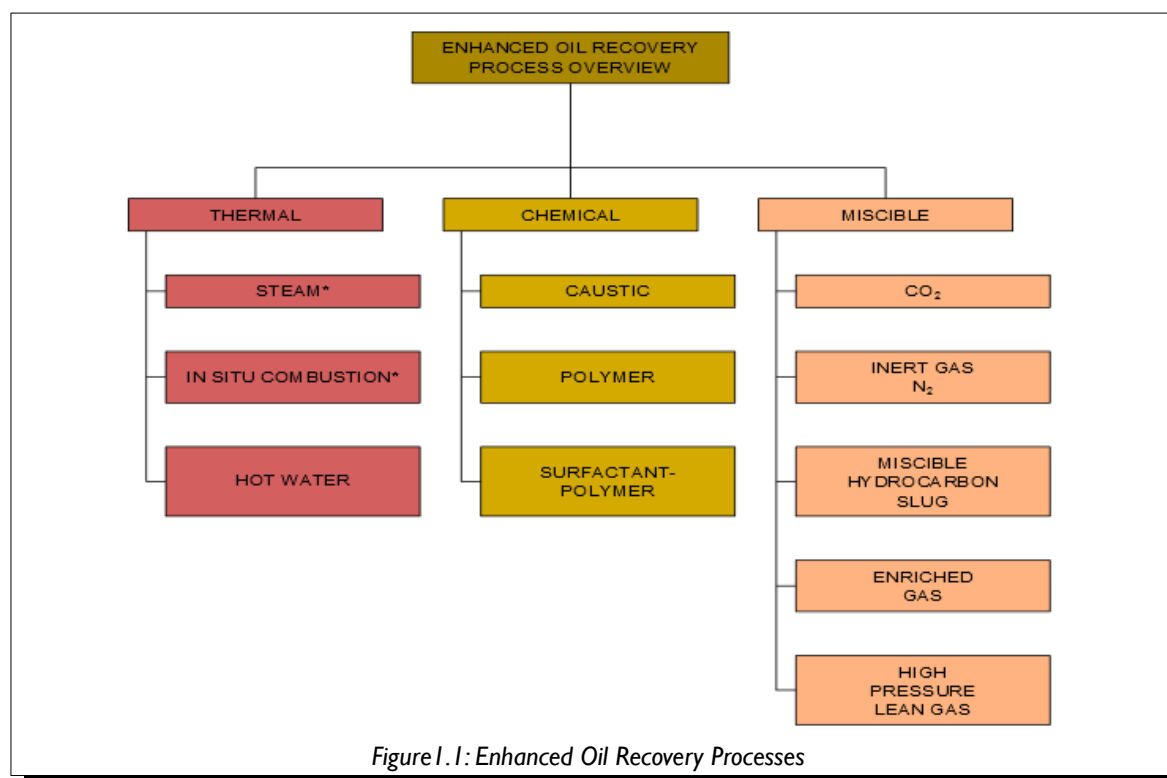 ENHANCED OIL RECOVERY
PROCESS OVERVIEW
THERMAL
CHEMICAL
MISCIBLE
STEAM*
CAUSTIC
CO₂
IN SITU COMBUSTION*
POLYMER
INERT GAS
N₂
HOT WATER
SURFACTANT-
POLYMER
MISCIBLE
HYDROCARBON
SLUG
ENRICHED
GAS
HIGH
PRESSURE
LEAN GAS
Figure1.1: Enhanced Oil Recovery Processes